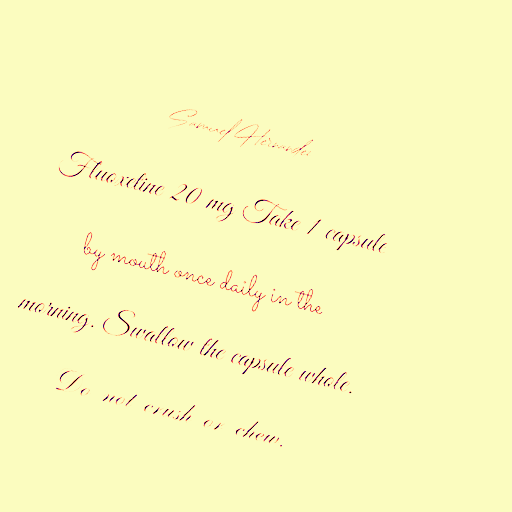 Samuel Hernandez
Fluoxetine 20 mg Take 1 capsule
by mouth once daily in the
morning. Swallow the capsule whole.
Do not crush or chew.